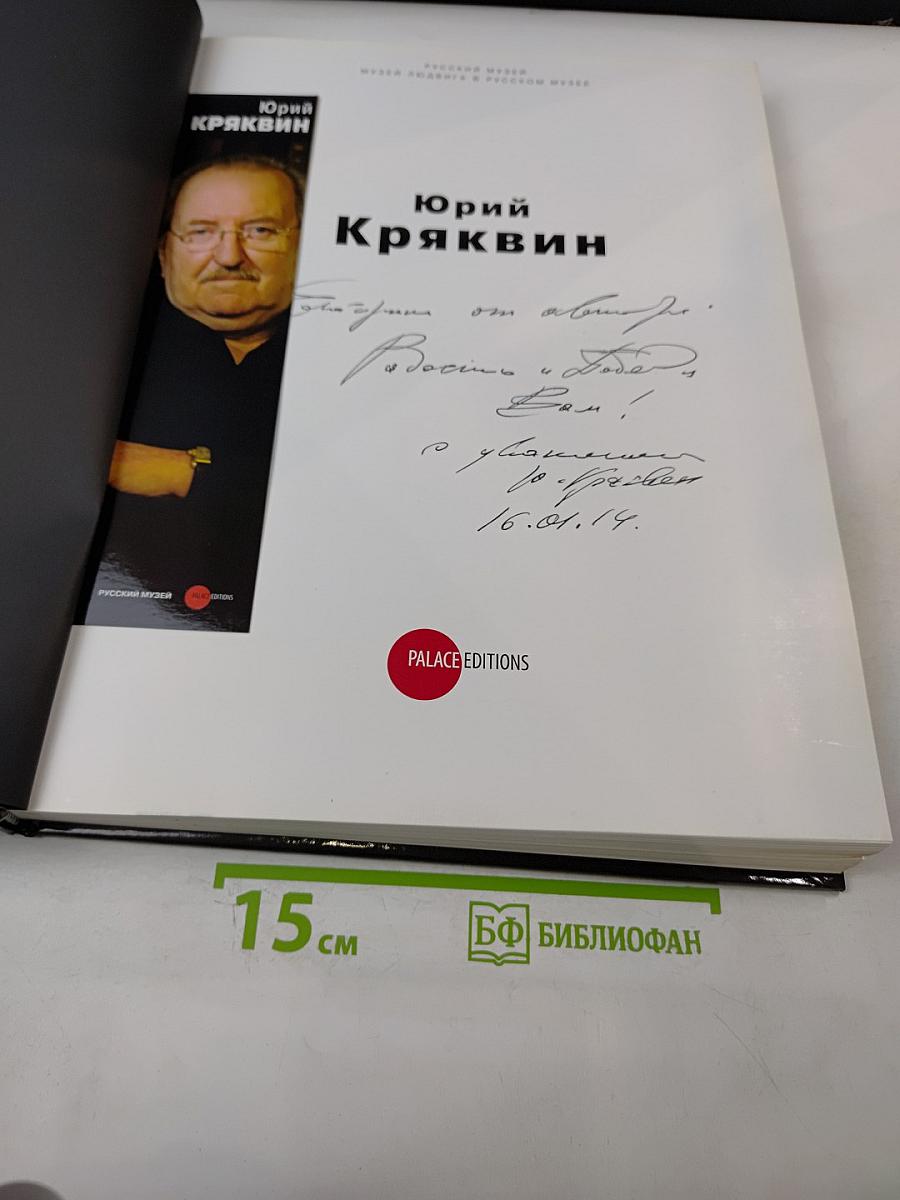 РУССКИЙ МУЗЕЙ
МУЗЕЙ ЛЮДВИГА В РУССКОМ МУЗЕЕ
Юрий
КРЯКВИН
Юрий
Кряквин
от автора
Радости и
Вам!
с уважением
Ю. Кряквин
16.01.14.
РУССКИЙ МУЗЕЙ
PALACE EDITIONS
PALACE EDITIONS
15 см
БФ БИБЛИОФАН